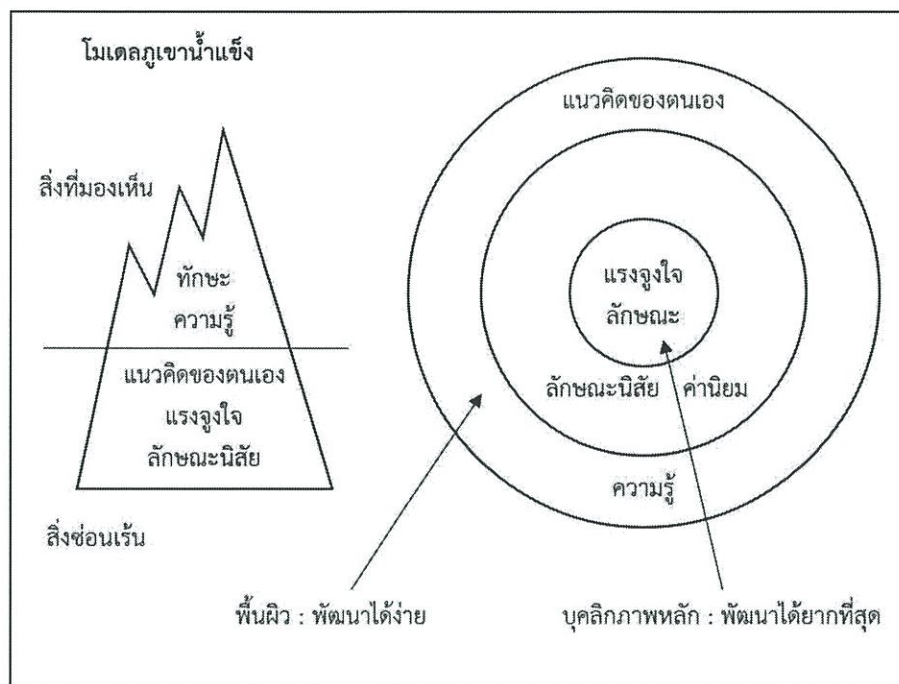 โมเดลภูเขาน้ำแข็ง
สิ่งที่มองเห็น
ทักษะ
ความรู้
แนวคิดของตนเอง
แรงจูงใจ
ลักษณะนิสัย
สิ่งซ่อนเร้น
แนวคิดของตนเอง
แรงจูงใจ
ลักษณะ
ลักษณะนิสัย ค่านิยม
ความรู้
พื้นผิว : พัฒนาได้ง่าย
บุคลิกภาพหลัก : พัฒนาได้ยากที่สุด